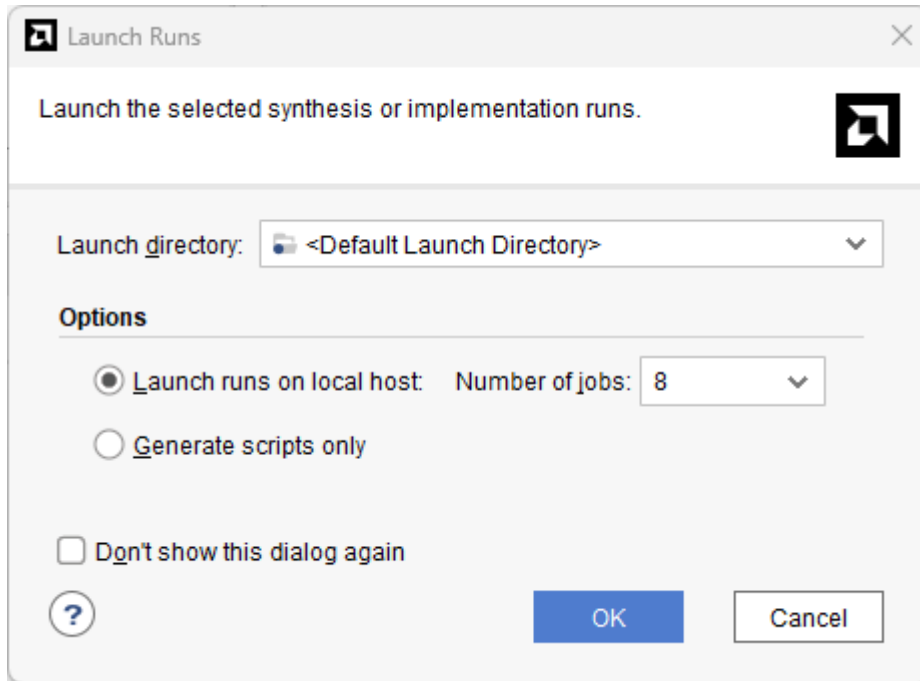 Launch Runs
Launch the selected synthesis or implementation runs.
Launch directory: <Default Launch Directory>
Options
Launch runs on local host: Number of jobs: 8
Generate scripts only
Don't show this dialog again
? OK Cancel